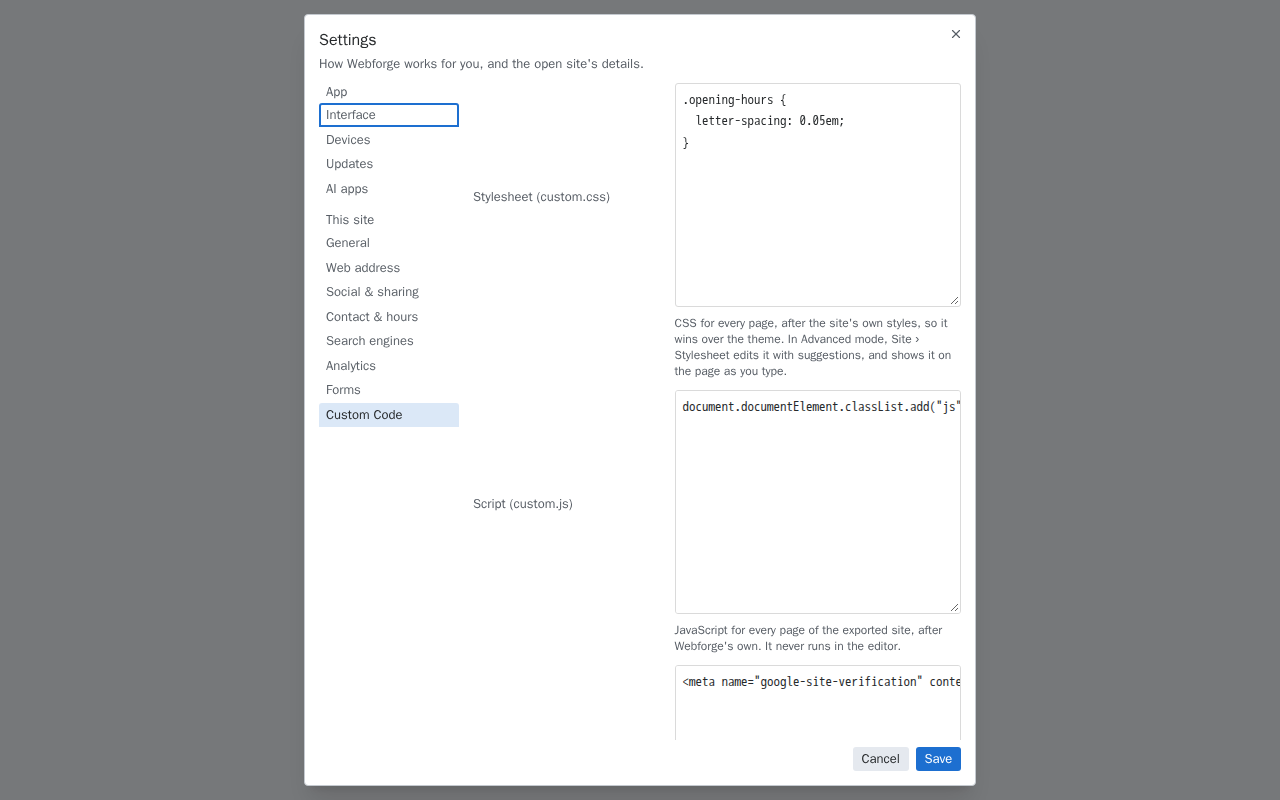 Settings
How Webforge works for you, and the open site's details.
App
Interface
Devices
Updates
AI apps
This site
General
Web address
Social & sharing
Contact & hours
Search engines
Analytics
Forms
Custom Code
Stylesheet (custom.css)
.opening-hours {
  letter-spacing: 0.05em;
}
CSS for every page, after the site's own styles, so it
wins over the theme. In Advanced mode, Site ›
Stylesheet edits it with suggestions, and shows it on
the page as you type.
Script (custom.js)
document.documentElement.classList.add("js"
JavaScript for every page of the exported site, after
Webforge's own. It never runs in the editor.
<meta name="google-site-verification" conte
Cancel
Save